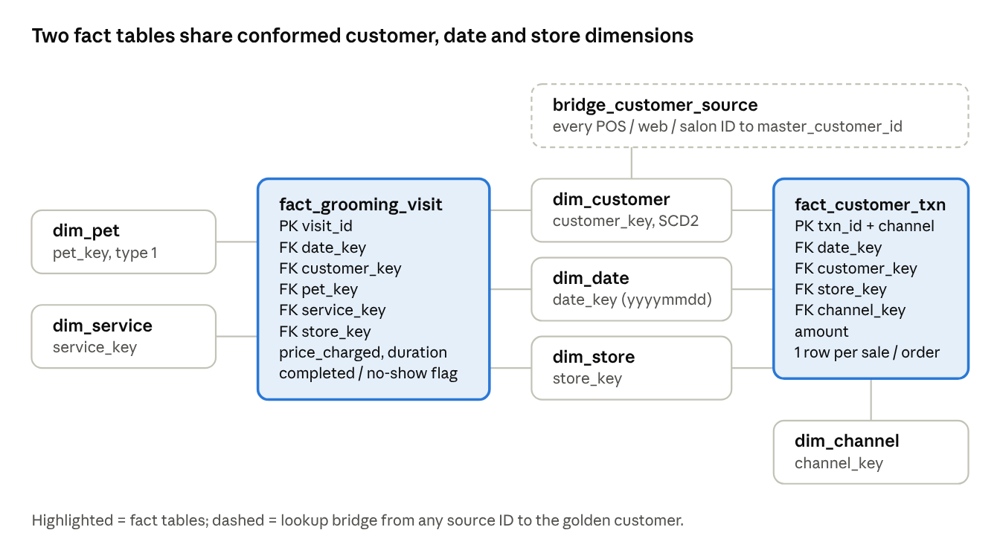 Two fact tables share conformed customer, date and store dimensions
bridge_customer_source
every POS / web / salon ID to master_customer_id
dim_pet
pet_key, type 1
dim_service
service_key
fact_grooming_visit
PK visit_id
FK date_key
FK customer_key
FK pet_key
FK service_key
FK store_key
price_charged, duration
completed / no-show flag
dim_customer
customer_key, SCD2
dim_date
date_key (yyyymmdd)
dim_store
store_key
fact_customer_txn
PK txn_id + channel
FK date_key
FK customer_key
FK store_key
FK channel_key
amount
1 row per sale / order
dim_channel
channel_key
Highlighted = fact tables; dashed = lookup bridge from any source ID to the golden customer.